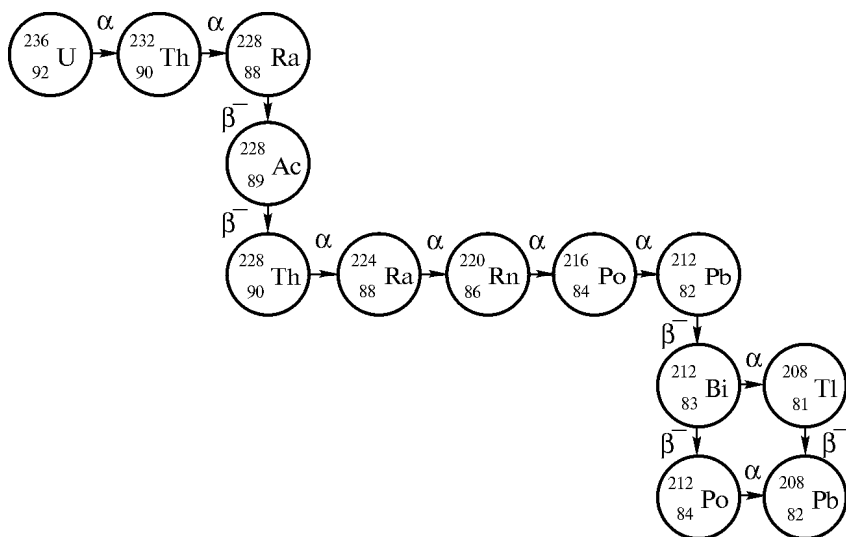 α α
236 92 U 232 90 Th 228 88 Ra
β−
228 89 Ac
β−
α α α α
228 90 Th 224 88 Ra 220 86 Rn 216 84 Po 212 82 Pb
β−
α
212 83 Bi 208 81 Tl
β− β−
α
212 84 Po 208 82 Pb